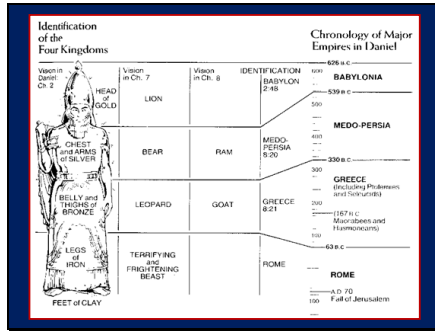 Identification
of the
Four Kingdoms
Chronology of Major
Empires in Daniel
Vision in
Daniel:
Ch. 2
Vision
in Ch. 7
Vision
in Ch. 8
IDENTIFICATION
HEAD
of
GOLD
LION
BABYLON
2:48
CHEST
and ARMS
of SILVER
BEAR
RAM
MEDO-
PERSIA
8:20
BELLY and
THIGHS of
BRONZE
LEOPARD
GOAT
GREECE
8:21
LEGS
of
IRON
TERRIFYING
and
FRIGHTENING
BEAST
ROME
FEET of CLAY
626 B.C.
600
BABYLONIA
539 B.C.
500
MEDO-PERSIA
400
330 B.C.
300
GREECE
(Including Ptolemies
and Seleucids)
200
(167 B.C.
Maccabees and
Hasmoneans)
100
63 B.C.
ROME
A.D. 70
Fall of Jerusalem
100